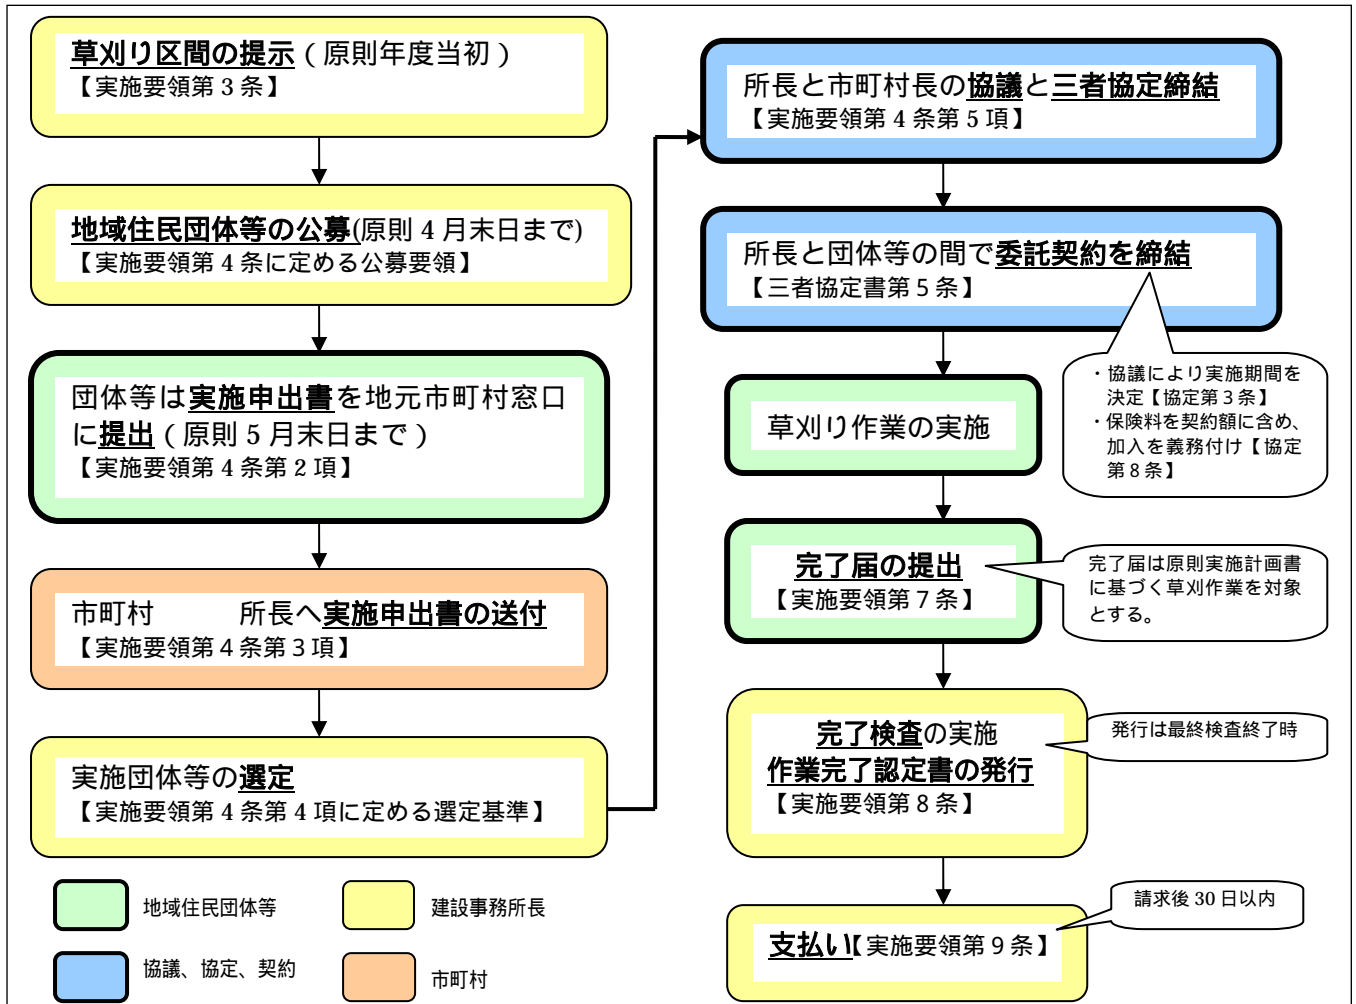 草刈り区間の提示（原則年度当初）
【実施要領第３条】
地域住民団体等の公募(原則４月末日まで)
【実施要領第４条に定める公募要領】
団体等は実施申出書を地元市町村窓口
に提出（原則５月末日まで）
【実施要領第４条第２項】
市町村　　　所長へ実施申出書の送付
【実施要領第４条第３項】
実施団体等の選定
【実施要領第４条第４項に定める選定基準】
所長と市町村長の協議と三者協定締結
【実施要領第４条第５項】
所長と団体等の間で委託契約を締結
【三者協定書第５条】
・協議により実施期間を
決定【協定第３条】
・保険料を契約額に含め、
加入を義務付け【協定
第８条】
草刈り作業の実施
完了届の提出
【実施要領第７条】
完了届は原則実施計画書
に基づく草刈作業を対象
とする。
完了検査の実施
作業完了認定書の発行
【実施要領第８条】
発行は最終検査終了時
支払い【実施要領第９条】
請求後30日以内
地域住民団体等
建設事務所長
協議、協定、契約
市町村